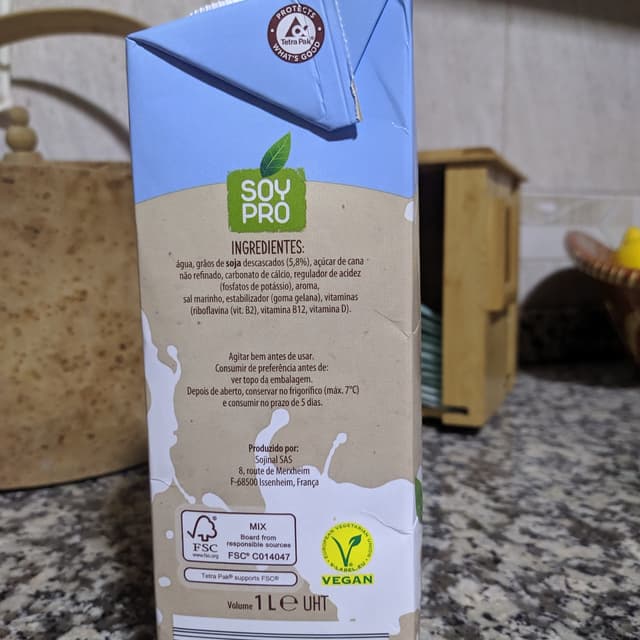 PROTECTS
Tetra Pak®
WHAT'S GOOD
SOY
PRO
INGREDIENTES:
água, grãos de soja descascados (5,8%), açúcar de cana
não refinado, carbonato de cálcio, regulador de acidez
(fosfatos de potássio), aroma,
sal marinho, estabilizador (goma gelana), vitaminas
(riboflavina (vit. B2), vitamina B12, vitamina D).
Agitar bem antes de usar.
Consumir de preferência antes de:
ver topo da embalagem.
Depois de aberto, conservar no frigorífico (máx. 7°C)
e consumir no prazo de 5 dias.
Produzido por:
Sojinal SAS
8, route de Merxheim
F-68500 Issenheim, França
FSC
www.fsc.org
MIX
Board from
responsible sources
FSC® C014047
Tetra Pak® supports FSC®
EUROPEAN VEGETARIAN UNION
V-LABEL.EU
VEGAN
Volume 1 L ℮ UHT